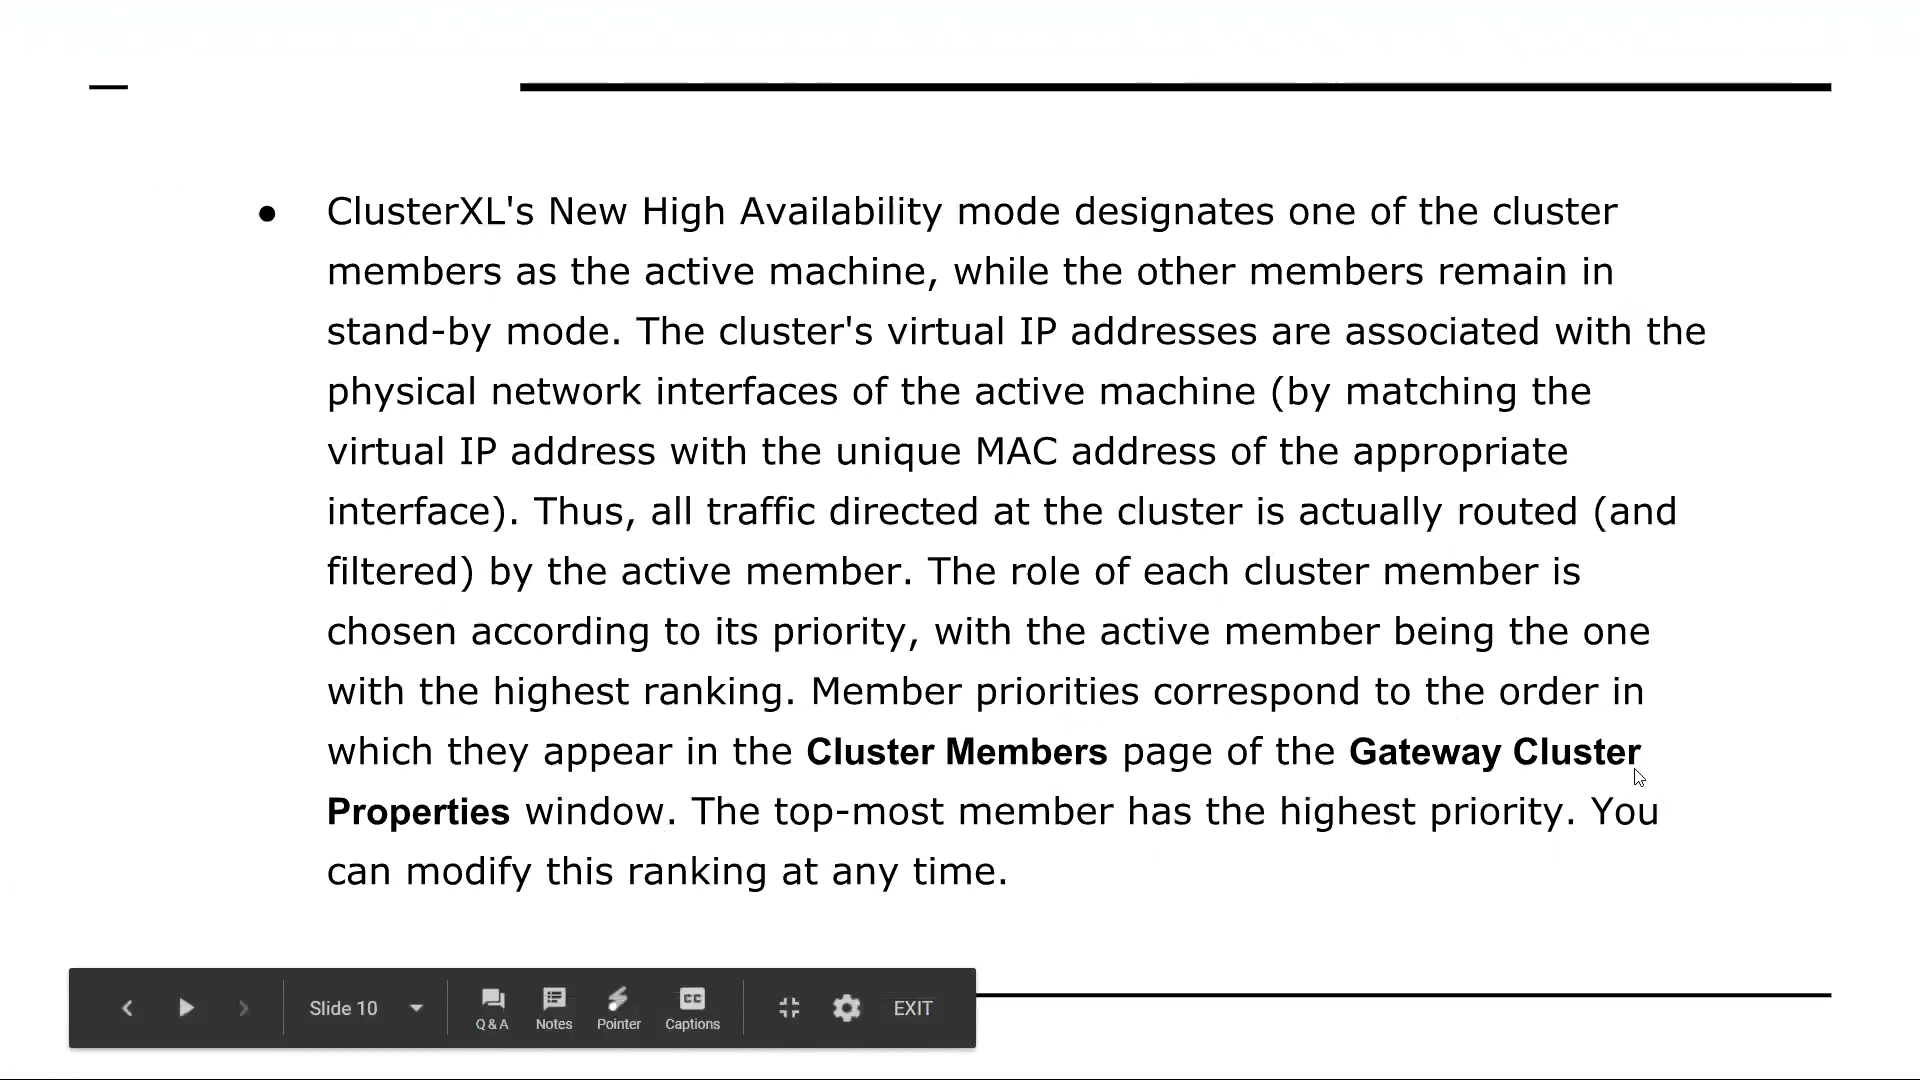 ● ClusterXL's New High Availability mode designates one of the cluster
members as the active machine, while the other members remain in
stand-by mode. The cluster's virtual IP addresses are associated with the
physical network interfaces of the active machine (by matching the
virtual IP address with the unique MAC address of the appropriate
interface). Thus, all traffic directed at the cluster is actually routed (and
filtered) by the active member. The role of each cluster member is
chosen according to its priority, with the active member being the one
with the highest ranking. Member priorities correspond to the order in
which they appear in the Cluster Members page of the Gateway Cluster
Properties window. The top-most member has the highest priority. You
can modify this ranking at any time.
Slide 10
Q & A
Notes
Pointer
CC
Captions
EXIT